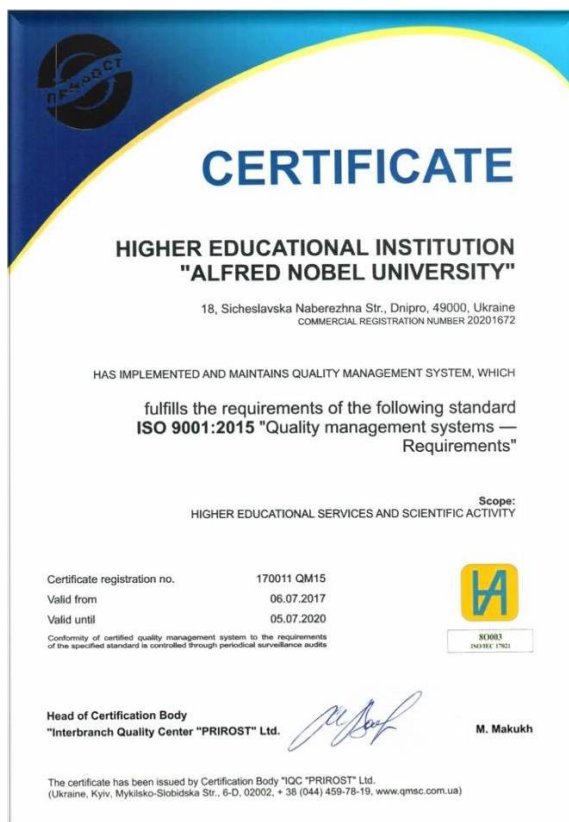 ПРИРОСТ
CERTIFICATE
HIGHER EDUCATIONAL INSTITUTION
"ALFRED NOBEL UNIVERSITY"
18, Sicheslavska Naberezhna Str., Dnipro, 49000, Ukraine
COMMERCIAL REGISTRATION NUMBER 20201672
HAS IMPLEMENTED AND MAINTAINS QUALITY MANAGEMENT SYSTEM, WHICH
fulfills the requirements of the following standard
ISO 9001:2015 "Quality management systems —
Requirements"
Scope:
HIGHER EDUCATIONAL SERVICES AND SCIENTIFIC ACTIVITY
Certificate registration no. 170011 QM15
Valid from 06.07.2017
Valid until 05.07.2020
Conformity of certified quality management system to the requirements
of the specified standard is controlled through periodical surveillance audits
8O003
ISO/IEC 17021
Head of Certification Body
"Interbranch Quality Center "PRIROST" Ltd.
M. Makukh
The certificate has been issued by Certification Body "IQC "PRIROST" Ltd.
(Ukraine, Kyiv, Mykilsko-Slobidska Str., 6-D, 02002, + 38 (044) 459-78-19, www.qmsc.com.ua)